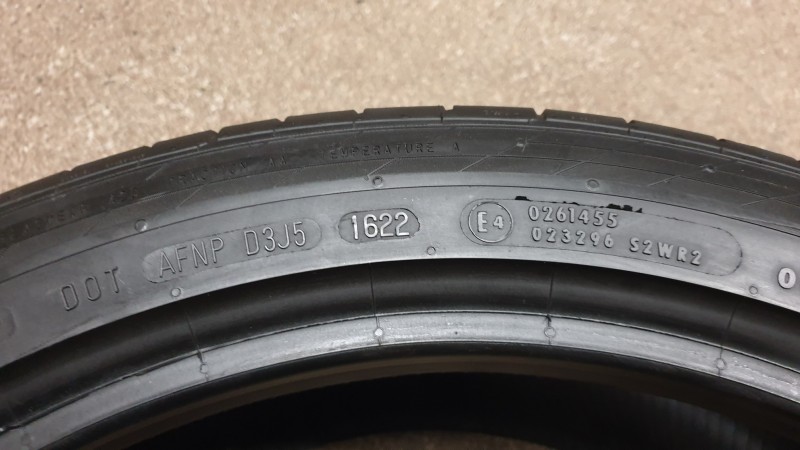 TEMPERATURE A
DOT AFNP D3J5 1622 E4 0261455
023296 S2WR2